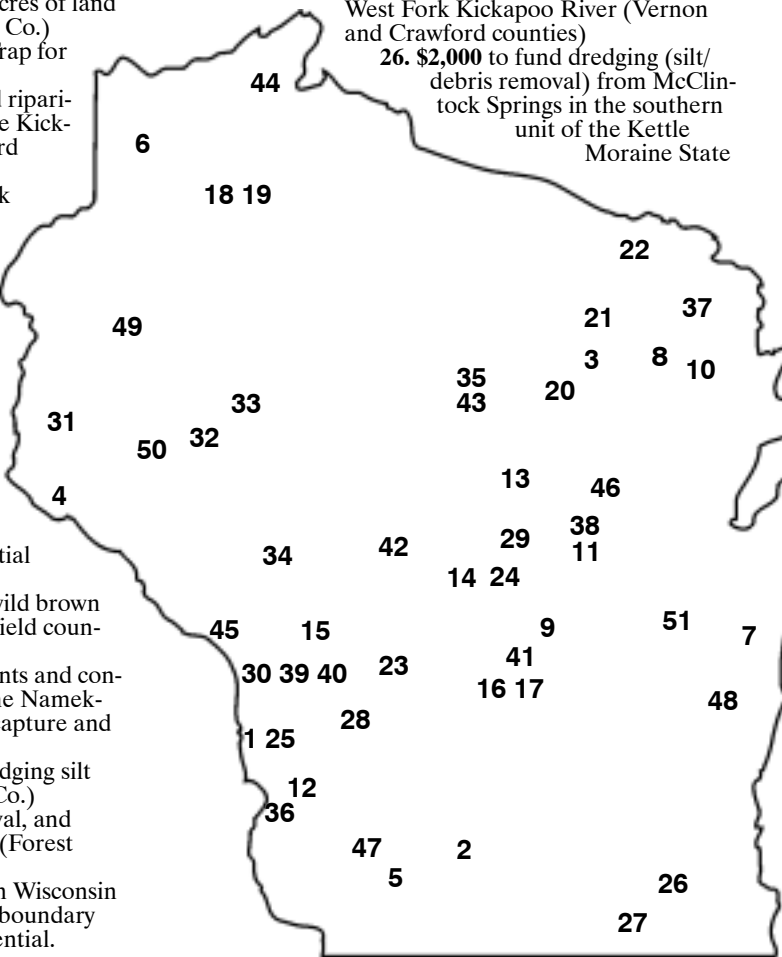 cres of land
Co.)
rap for
l ripari-
e Kick-
rd
k
West Fork Kickapoo River (Vernon
and Crawford counties)
26. $2,000 to fund dredging (silt/
debris removal) from McClin-
tock Springs in the southern
unit of the Kettle
Moraine State
44
6
18 19
22
49
21
37
3
8
10
35
20
33
43
31
32
50
13
46
4
38
29
42
11
34
14 24
51
9
45
15
7
41
23
30 39 40
16 17
48
28
1 25
12
36
47
2
5
26
27
tial
vild brown
ield coun-
nts and con-
ne Namek-
capture and
dging silt
Co.)
val, and
(Forest
n Wisconsin
boundary
ential.